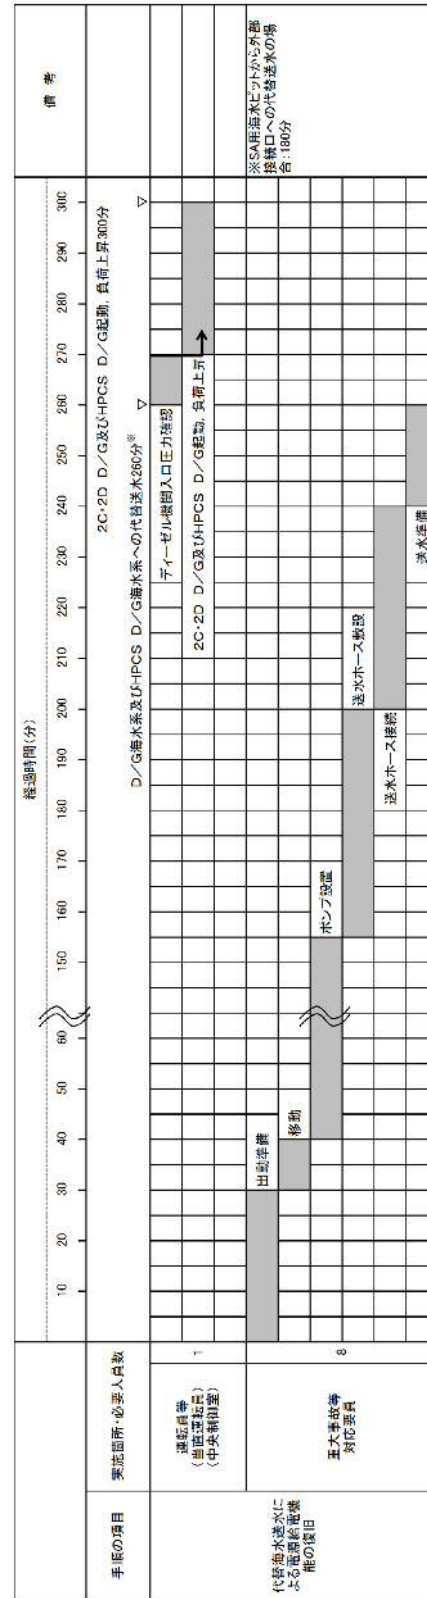 経過時間(分)
備 考
10 20 30 40 50 60 150 160 170 180 190 200 210 220 230 240 250 260 270 280 290 300
手順の項目
実施箇所・必要人員数
2C・2D D/G及びHPCS D/G起動,負荷上昇300分
D/G海水系及びHPCS D/G海水系への代替送水260分※
▽
▽
代替海水送水に
よる電源給電機
能の復旧
運転員等
(当直運転員)
(中央制御室)
1
ディーゼル機関入口圧力確認
2C・2D D/G及びHPCS D/G起動,負荷上昇
重大事故等
対応要員
8
出動準備
移動
ポンプ設置
送水ホース敷設
送水ホース接続
送水準備
※SA用海水ピットから外部
接続口への代替送水の場
合:180分